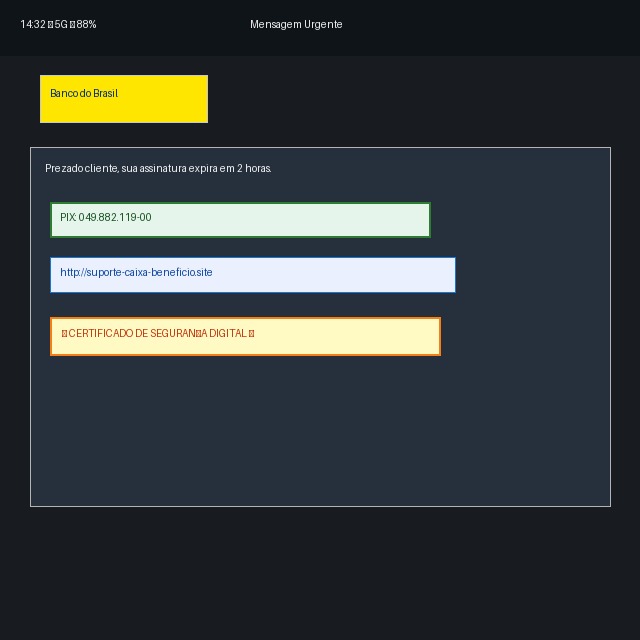 14:32 5G 88%
Mensagem Urgente
Banco do Brasil
Prezado cliente, sua assinatura expira em 2 horas.
PIX: 049.882.119-00
http://suporte-caixa-beneficio.site
CERTIFICADO DE SEGURAN▯A DIGITAL